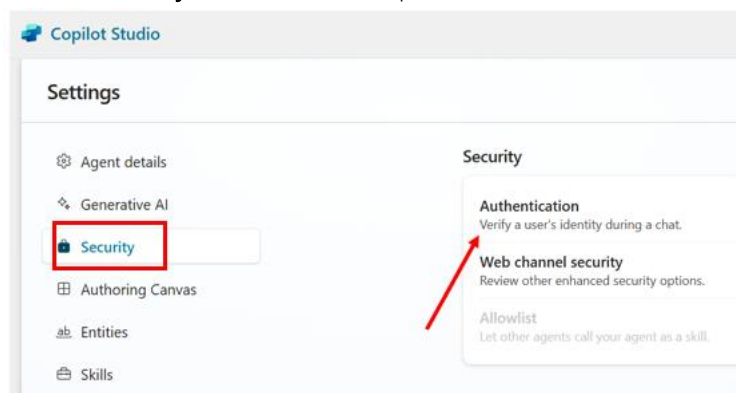 Copilot Studio
Settings
Agent details
Generative AI
Security
Authoring Canvas
Entities
Skills
Security
Authentication
Verify a user's identity during a chat.
Web channel security
Review other enhanced security options.
Allowlist
Let other agents call your agent as a skill.